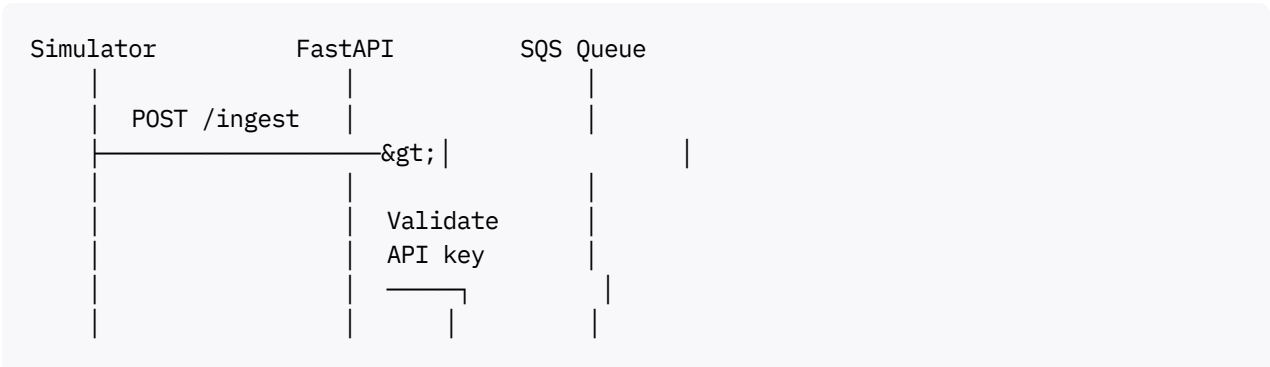 Simulator FastAPI SQS Queue
POST /ingest
&gt;
Validate
API key